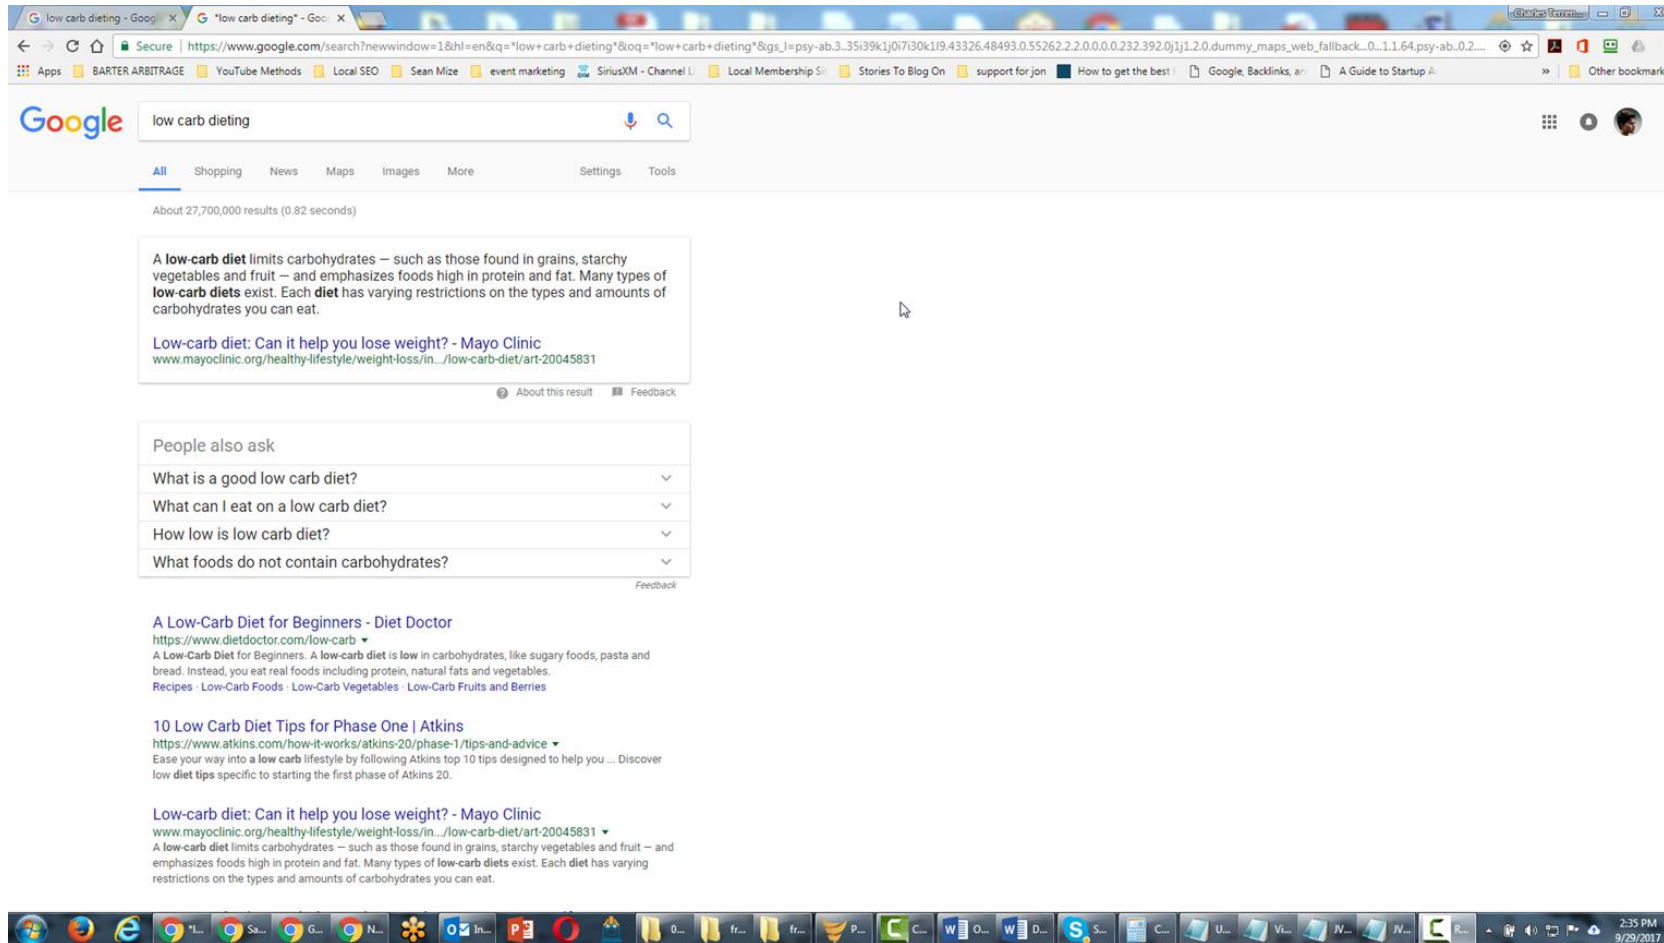 low carb dieting - Goog
*low carb dieting* - Goo
Secure | https://www.google.com/search?newwindow=1&hl=en&q=*low+carb+dieting*&oq=*low+carb+dieting*&gs_l=psy-ab.3..35i39k1j0i7i30k1l9.43326.48493.0.55262.2.2.0.0.0.0.232.392.0j1j1.2.0.dummy_maps_web_fallback...0...1.1.64.psy-ab..0.2....
Apps BARTER ARBITRAGE YouTube Methods Local SEO Sean Mize event marketing SiriusXM - Channel Li Local Membership Si Stories To Blog On support for jon How to get the best Google, Backlinks, an A Guide to Startup A » Other bookmark
Google low carb dieting
All Shopping News Maps Images More Settings Tools
About 27,700,000 results (0.82 seconds)
A low-carb diet limits carbohydrates — such as those found in grains, starchy
vegetables and fruit — and emphasizes foods high in protein and fat. Many types of
low-carb diets exist. Each diet has varying restrictions on the types and amounts of
carbohydrates you can eat.
Low-carb diet: Can it help you lose weight? - Mayo Clinic
www.mayoclinic.org/healthy-lifestyle/weight-loss/in.../low-carb-diet/art-20045831
About this result Feedback
People also ask
What is a good low carb diet?
What can I eat on a low carb diet?
How low is low carb diet?
What foods do not contain carbohydrates?
Feedback
A Low-Carb Diet for Beginners - Diet Doctor
https://www.dietdoctor.com/low-carb
A Low-Carb Diet for Beginners. A low-carb diet is low in carbohydrates, like sugary foods, pasta and
bread. Instead, you eat real foods including protein, natural fats and vegetables.
Recipes · Low-Carb Foods · Low-Carb Vegetables · Low-Carb Fruits and Berries
10 Low Carb Diet Tips for Phase One | Atkins
https://www.atkins.com/how-it-works/atkins-20/phase-1/tips-and-advice
Ease your way into a low carb lifestyle by following Atkins top 10 tips designed to help you ... Discover
low diet tips specific to starting the first phase of Atkins 20.
Low-carb diet: Can it help you lose weight? - Mayo Clinic
www.mayoclinic.org/healthy-lifestyle/weight-loss/in.../low-carb-diet/art-20045831
A low-carb diet limits carbohydrates — such as those found in grains, starchy vegetables and fruit — and
emphasizes foods high in protein and fat. Many types of low-carb diets exist. Each diet has varying
restrictions on the types and amounts of carbohydrates you can eat.
"L... Sa... G... N... In... 0... fr... fr... P... C... O... D... S... C... U... Vi... JV... JV... R... 2:35 PM
9/29/2017